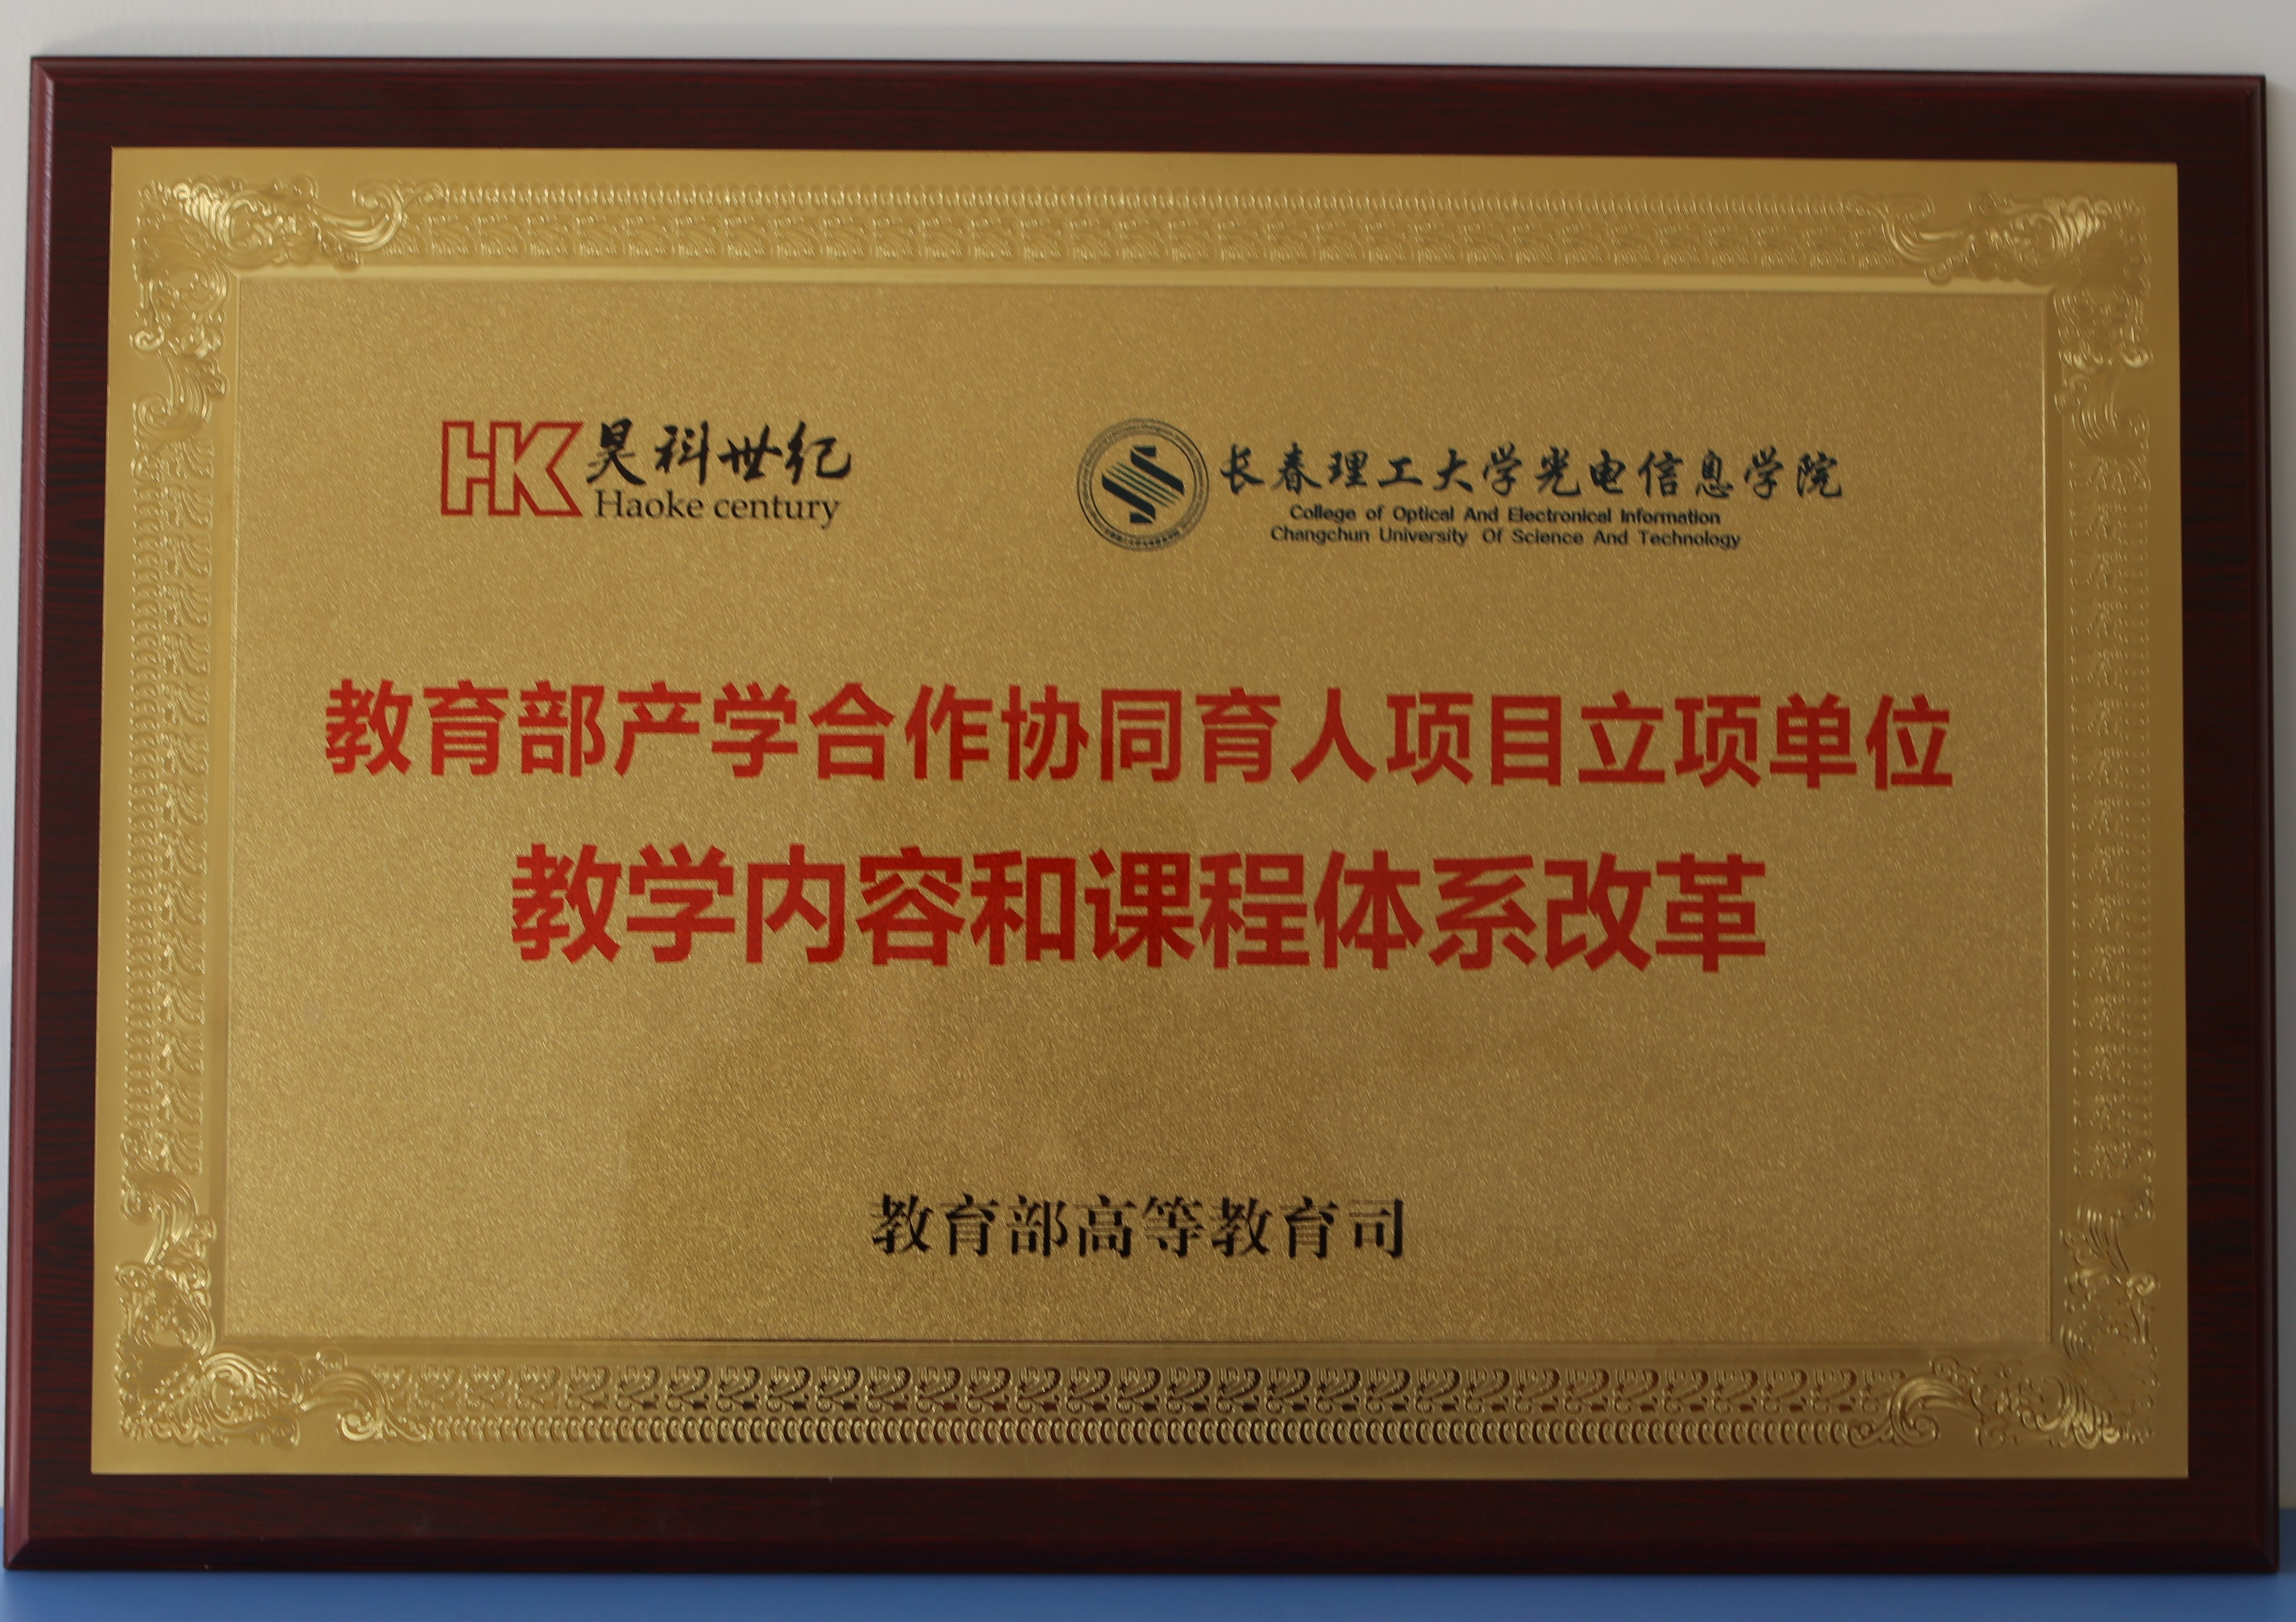 HK 昊科世纪
Haoke century
长春理工大学光电信息学院
College of Optical And Electronical Information
Changchun University Of Science And Technology
教育部产学合作协同育人项目立项单位
教学内容和课程体系改革
教育部高等教育司